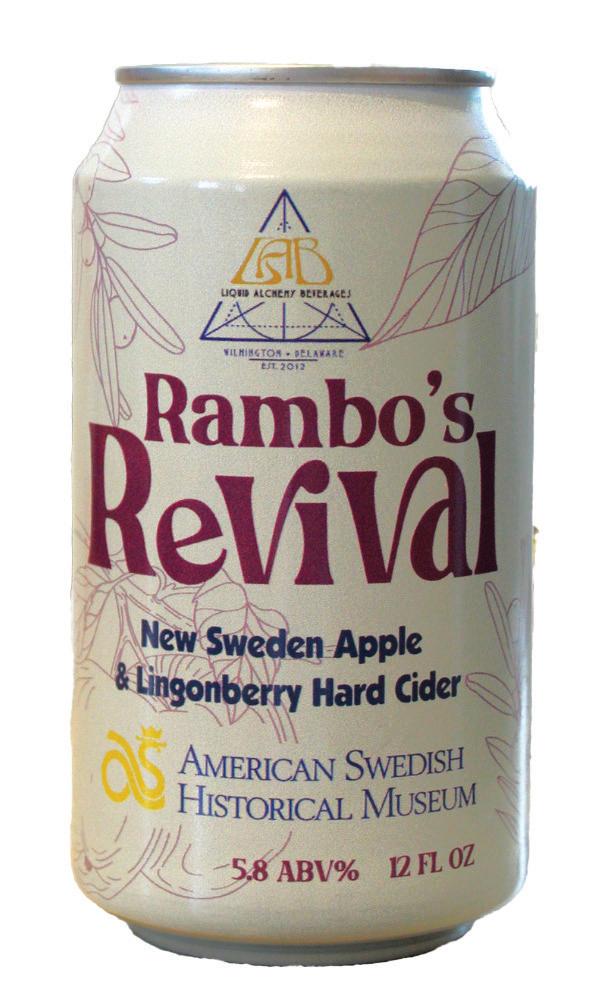 LAB
LIQUID ALCHEMY BEVERAGES
WILMINGTON • DELAWARE
EST. 2012
Rambo's
Revival
New Sweden Apple
& Lingonberry Hard Cider
AS
AMERICAN SWEDISH
HISTORICAL MUSEUM
5.8 ABV% 12 FL OZ